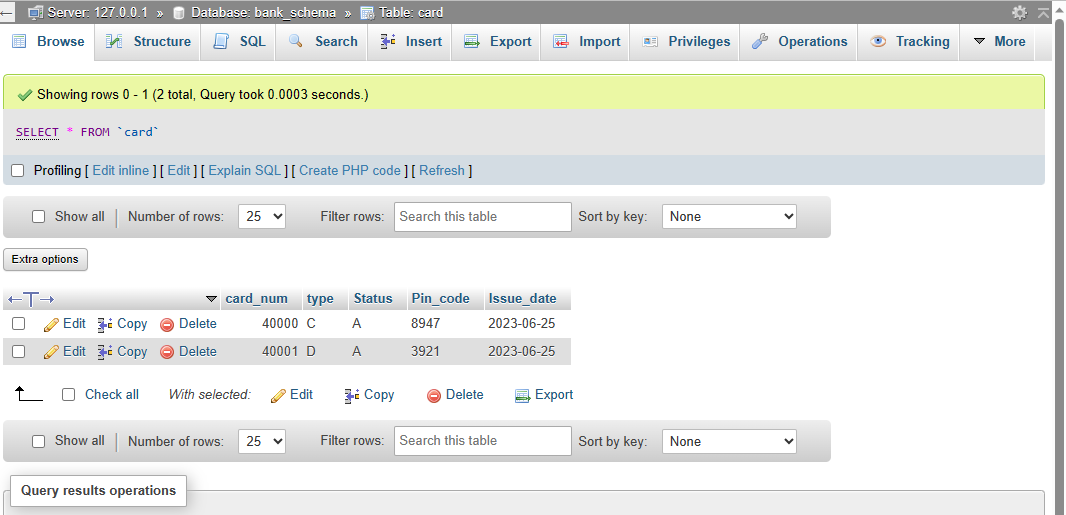 Server: 127.0.0.1 » Database: bank_schema » Table: card
Browse Structure SQL Search Insert Export Import Privileges Operations Tracking More
Showing rows 0 - 1 (2 total, Query took 0.0003 seconds.)
SELECT * FROM `card`
Profiling [ Edit inline ] [ Edit ] [ Explain SQL ] [ Create PHP code ] [ Refresh ]
Show all Number of rows: 25 Filter rows: Search this table Sort by key: None
Extra options
card_num type Status Pin_code Issue_date
Edit Copy Delete 40000 C A 8947 2023-06-25
Edit Copy Delete 40001 D A 3921 2023-06-25
Check all With selected: Edit Copy Delete Export
Show all Number of rows: 25 Filter rows: Search this table Sort by key: None
Query results operations